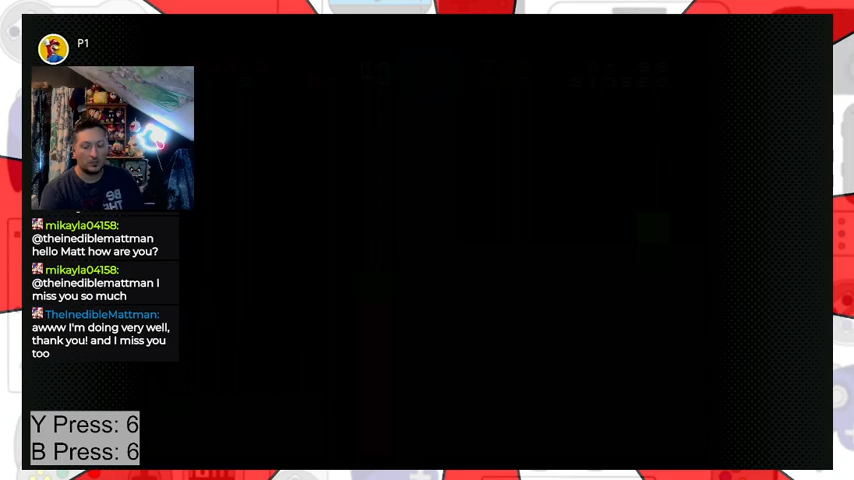 P1
mikayla04158:
@theinediblemattman
hello Matt how are you?
mikayla04158:
@theinediblemattman I
miss you so much
TheInedibleMattman:
awww I'm doing very well,
thank you! and I miss you
too
Y Press: 6
B Press: 6